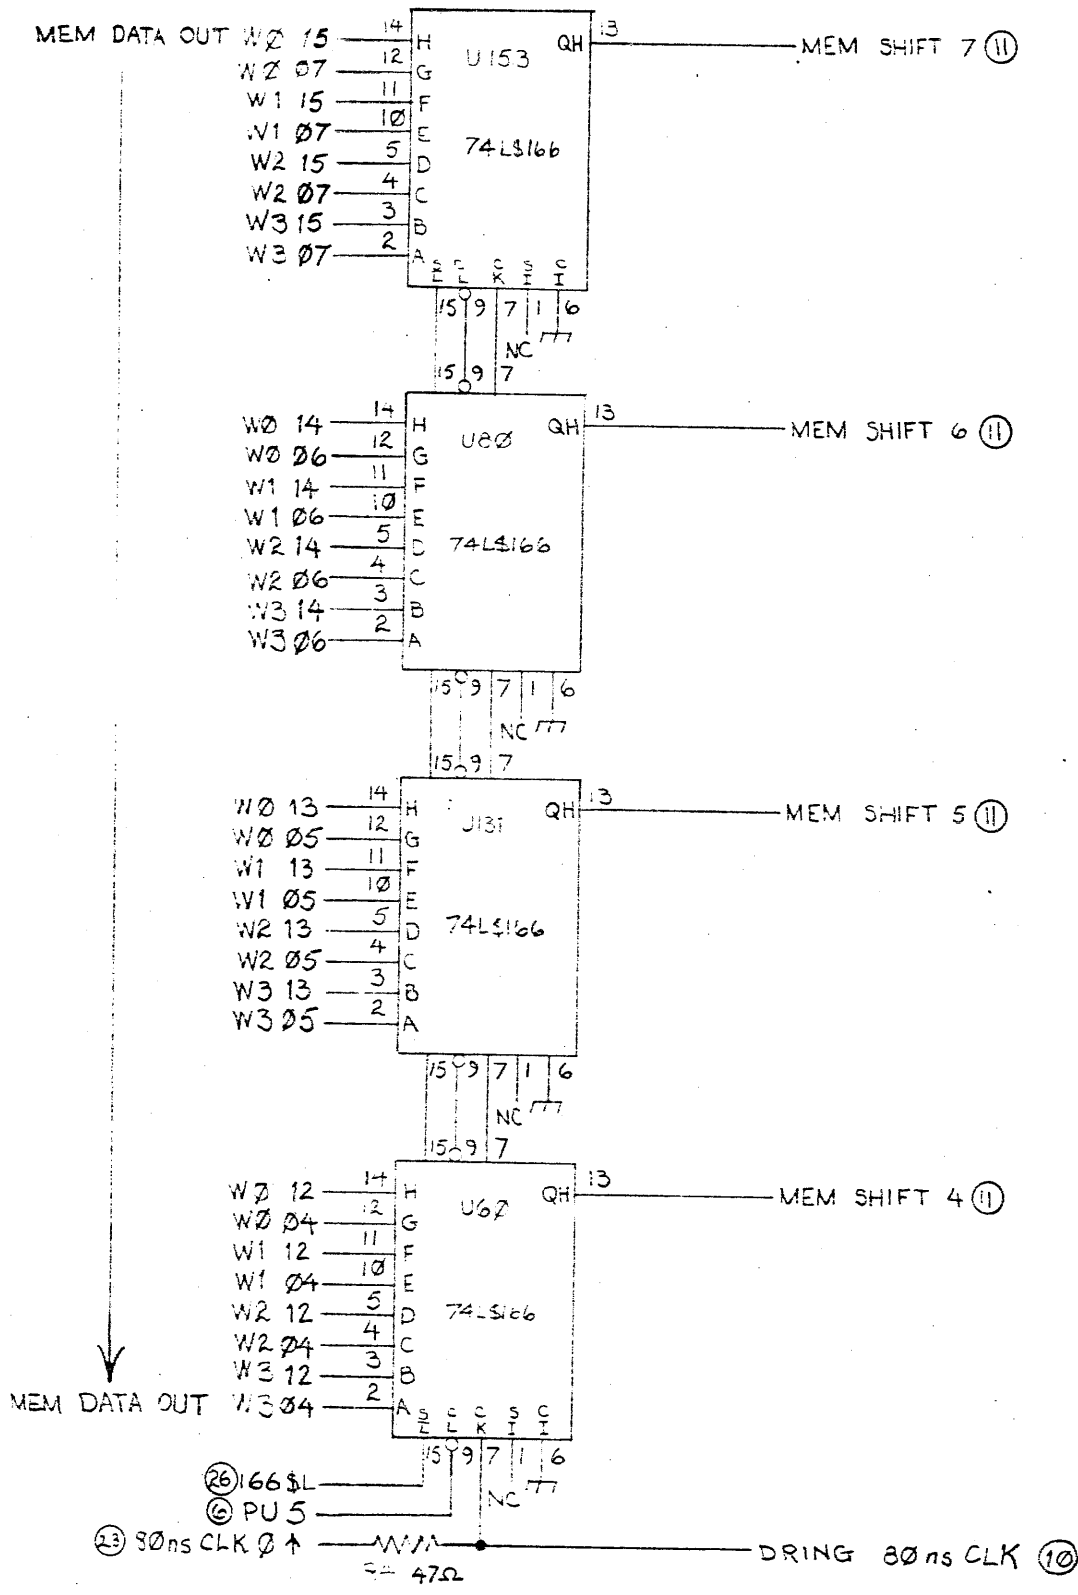 MEM DATA OUT WØ 15 14 H U153 QH 13 MEM SHIFT 7 (11)
WØ Ø7 12 G
W1 15 11 F
W1 Ø7 1Ø E
W2 15 5 D 74LS166
W2 Ø7 4 C
W3 15 3 B
W3 Ø7 2 A
S/L CL CK SI CI
15 9 7 1 6
NC
15 9 7
WØ 14 14 H U8Ø QH 13 MEM SHIFT 6 (11)
WØ Ø6 12 G
W1 14 11 F
W1 Ø6 1Ø E
W2 14 5 D 74LS166
W2 Ø6 4 C
W3 14 3 B
W3 Ø6 2 A
15 9 7 1 6
NC
15 9 7
WØ 13 14 H U131 QH 13 MEM SHIFT 5 (11)
WØ Ø5 12 G
W1 13 11 F
W1 Ø5 1Ø E
W2 13 5 D 74LS166
W2 Ø5 4 C
W3 13 3 B
W3 Ø5 2 A
15 9 7 1 6
NC
15 9 7
WØ 12 14 H U6Ø QH 13 MEM SHIFT 4 (11)
WØ Ø4 12 G
W1 12 11 F
W1 Ø4 1Ø E
W2 12 5 D 74LS166
W2 Ø4 4 C
W3 12 3 B
MEM DATA OUT W3 Ø4 2 A
S/L CL CK SI CI
15 9 7 1 6
(26) 166 S/L
NC
(6) PU 5
(23) 80ns CLK Ø ↑ DRING 80ns CLK (10)
47Ω